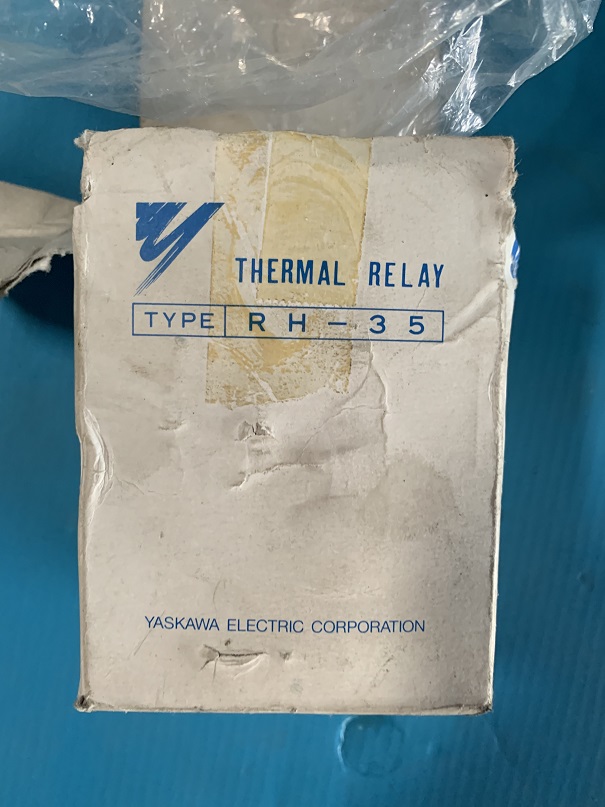 THERMAL RELAY
TYPE RH-35
YASKAWA ELECTRIC CORPORATION